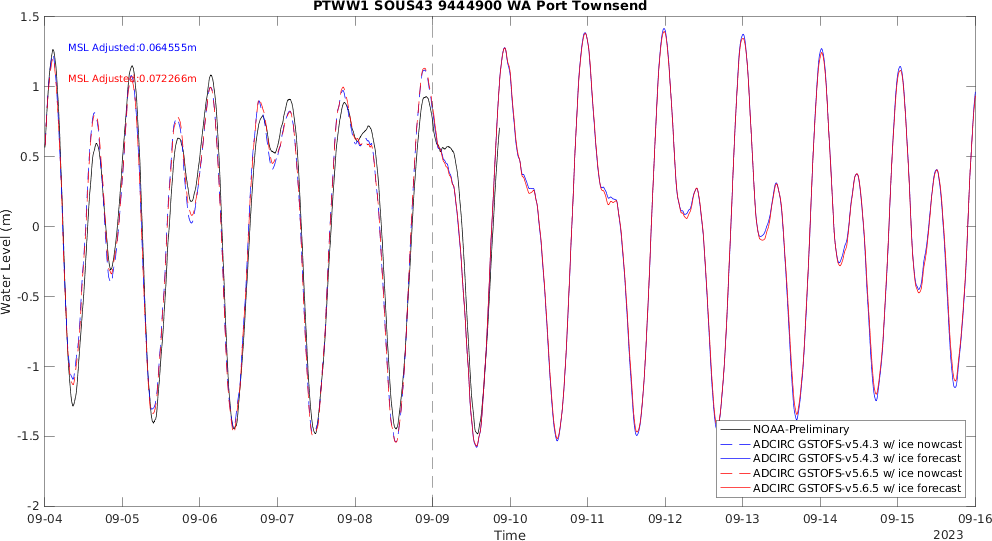 PTWW1 SOUS43 9444900 WA Port Townsend
1.5
1
0.5
0
-0.5
-1
-1.5
-2
Water Level (m)
MSL Adjusted:0.064555m
MSL Adjusted:0.072266m
NOAA-Preliminary
ADCIRC GSTOFS-v5.4.3 w/ ice nowcast
ADCIRC GSTOFS-v5.4.3 w/ ice forecast
ADCIRC GSTOFS-v5.6.5 w/ ice nowcast
ADCIRC GSTOFS-v5.6.5 w/ ice forecast
09-04 09-05 09-06 09-07 09-08 09-09 09-10 09-11 09-12 09-13 09-14 09-15 09-16
Time
2023